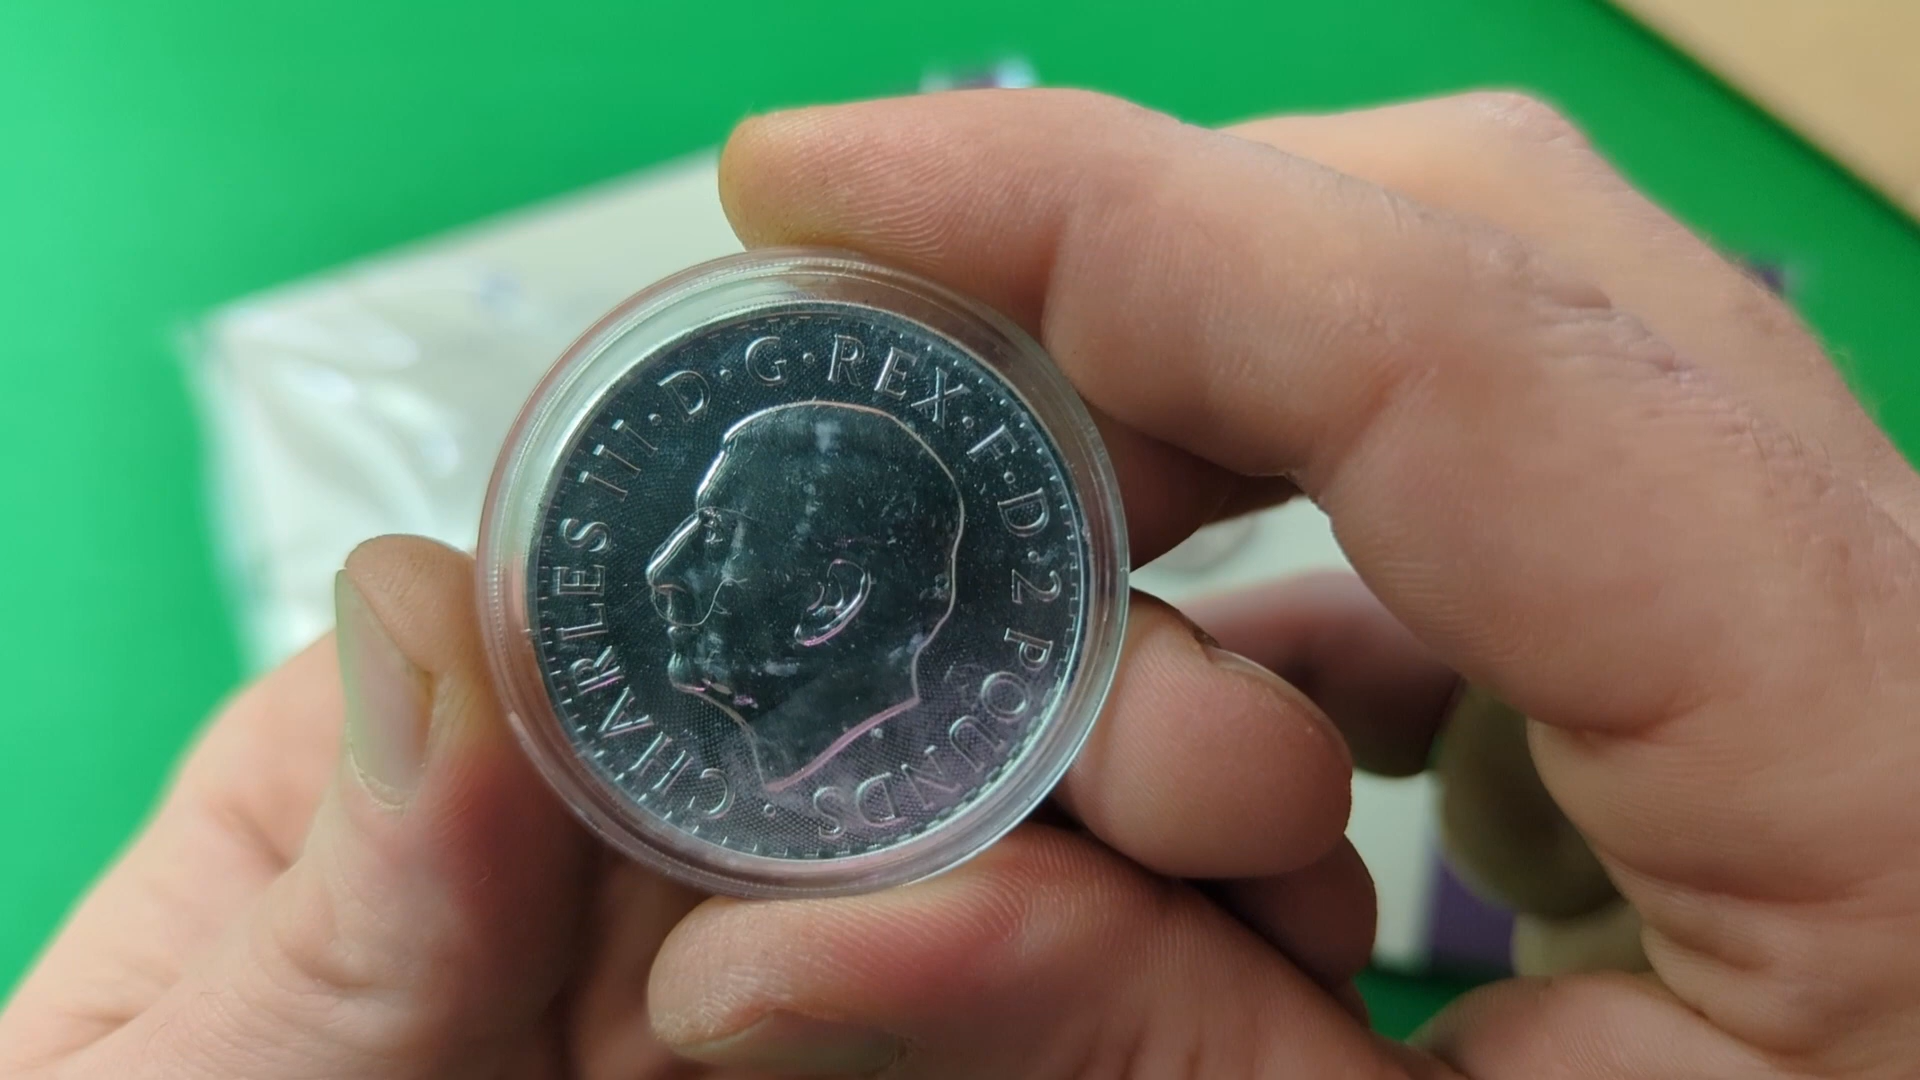 CHARLES III · D · G · REX · F · D · 2 POUNDS ·